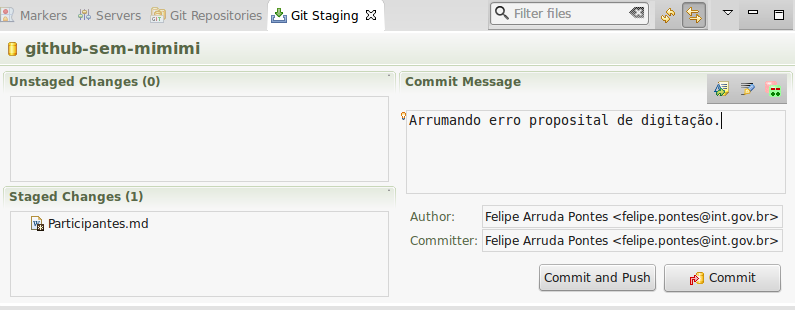 Markers Servers Git Repositories Git Staging Filter files
github-sem-mimimi
Unstaged Changes (0)
Commit Message
Arrumando erro proposital de digitação.
Staged Changes (1)
Participantes.md
Author: Felipe Arruda Pontes <felipe.pontes@int.gov.br>
Committer: Felipe Arruda Pontes <felipe.pontes@int.gov.br>
Commit and Push Commit